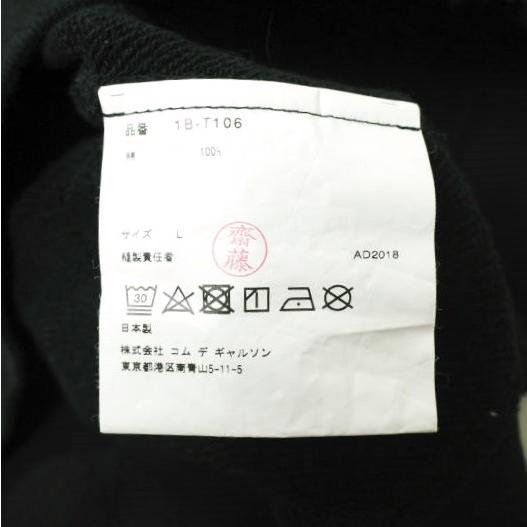 品番 1B-T106
綿 100%
サイズ L
齋藤
縫製責任者 AD2018
30
日本製
株式会社 コム デ ギャルソン
東京都港区南青山5-11-5